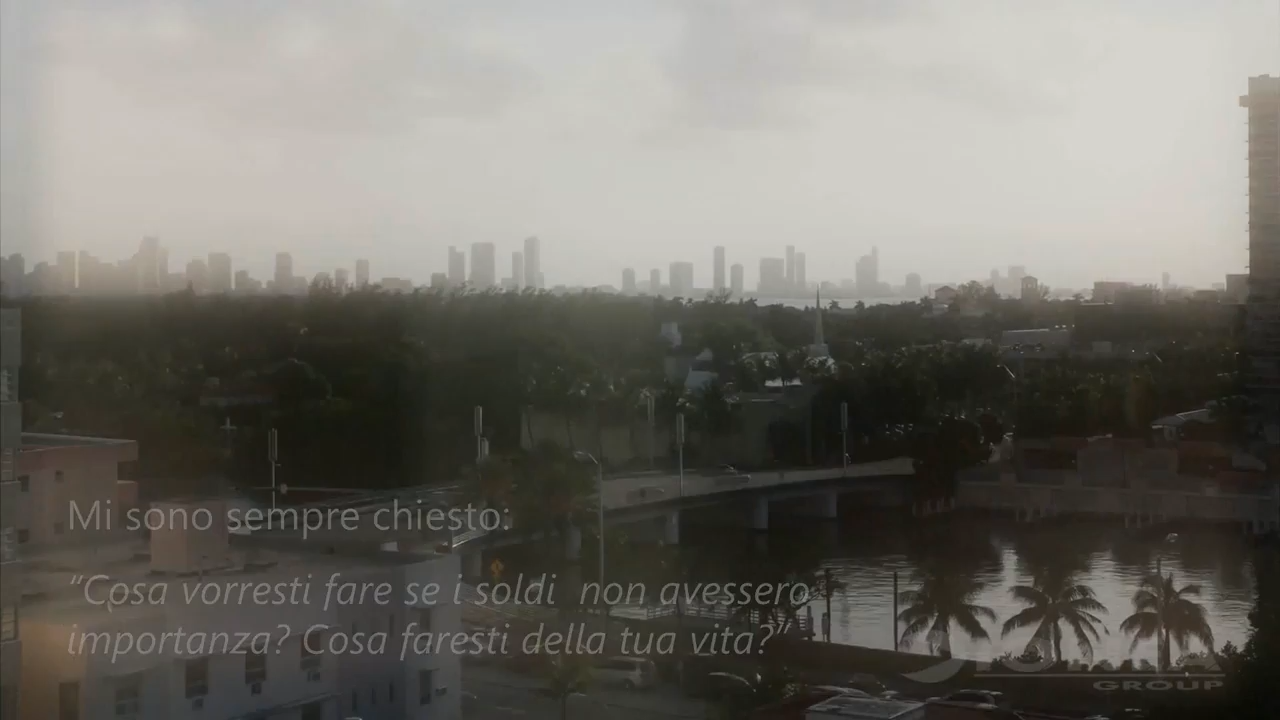 Mi sono sempre chiesto:
“Cosa vorresti fare se i soldi  non avessero
importanza? Cosa faresti della tua vita?”
GROUP